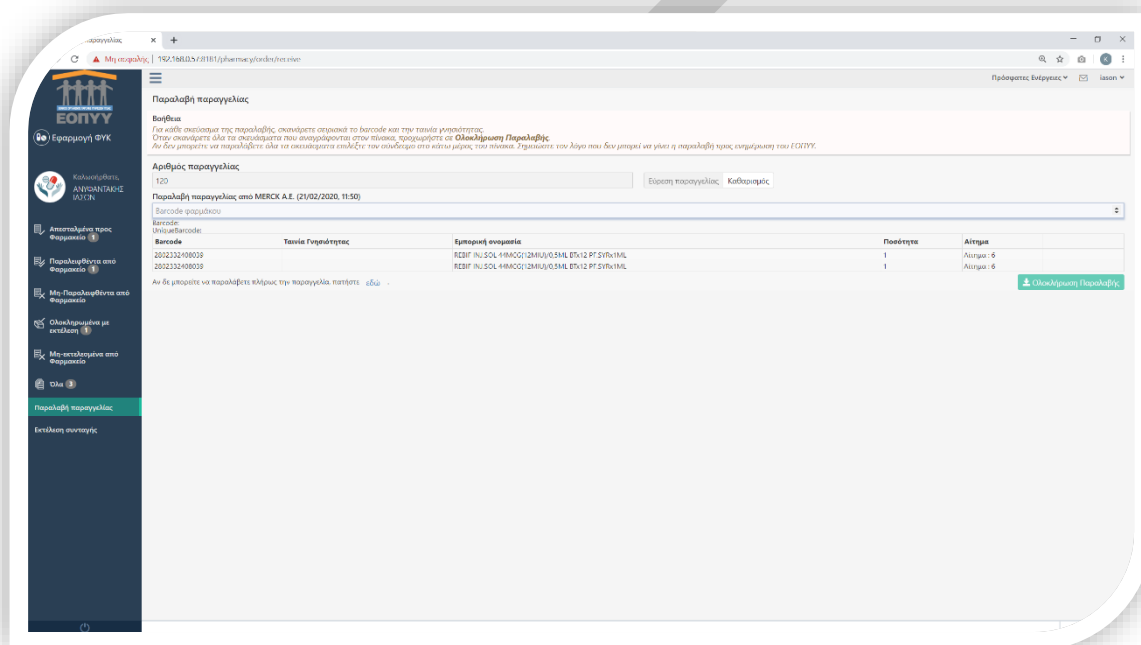 Μη ασφαλής | 192.168.0.57:8181/pharmacy/order/receive
Πρόσφατες Ενέργειες iason
ΕΟΠΥΥ
Εφαρμογή ΦΥΚ
Καλωσήρθατε,
ΑΝΥΦΑΝΤΑΚΗΣ
ΙΑΣΩΝ
Απεσταλμένα προς
Φαρμακείο 1
Παραλειφθέντα από
Φαρμακείο 1
Μη-Παραλειφθέντα από
Φαρμακείο
Ολοκληρωμένα με
εκτέλεση 1
Μη-εκτελεσμένα από
Φαρμακείο
Όλα 3
Παραλαβή παραγγελίας
Εκτέλεση συνταγής
Παραλαβή παραγγελίας
Βοήθεια
Για κάθε σκεύασμα της παραλαβής, σκανάρετε σειριακά το barcode και την ταινία γνησιότητας.
Όταν σκανάρετε όλα τα σκευάσματα που αναγράφονται στον πίνακα, προχωρήστε σε Ολοκλήρωση Παραλαβής.
Αν δεν μπορείτε να παραλάβετε όλα τα σκευάσματα επιλέξτε τον σύνδεσμο στο κάτω μέρος του πίνακα. Σημειώστε τον λόγο που δεν μπορεί να γίνει η παραλαβή προς ενημέρωση του ΕΟΠΥΥ.
Αριθμός παραγγελίας
120 Εύρεση παραγγελίας Καθαρισμός
Παραλαβή παραγγελίας από MERCK Α.Ε. (21/02/2020, 11:50)
Barcode φαρμάκου
Barcode:
UniqueBarcode:
Barcode Ταινία Γνησιότητας Εμπορική ονομασία Ποσότητα Αίτημα
2802332408039 REBIF INJ.SOL 44MCG(12MIU)/0,5ML BTx12 PF.SYRx1ML 1 Αίτημα: 6
2802332408039 REBIF INJ.SOL 44MCG(12MIU)/0,5ML BTx12 PF.SYRx1ML 1 Αίτημα: 6
Αν δε μπορείτε να παραλάβετε πλήρως την παραγγελία, πατήστε εδώ .
Ολοκλήρωση Παραλαβής